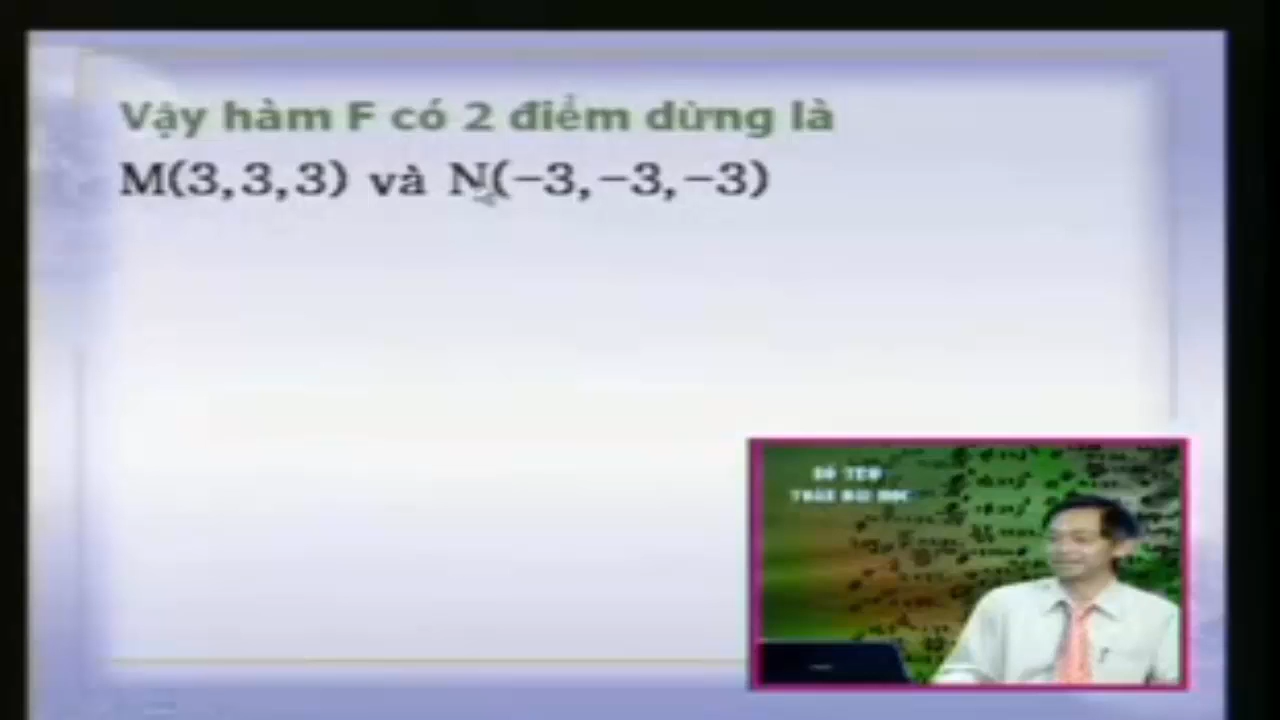 Vậy hàm F có 2 điểm dừng là
M(3,3,3) và N(−3,−3,−3)